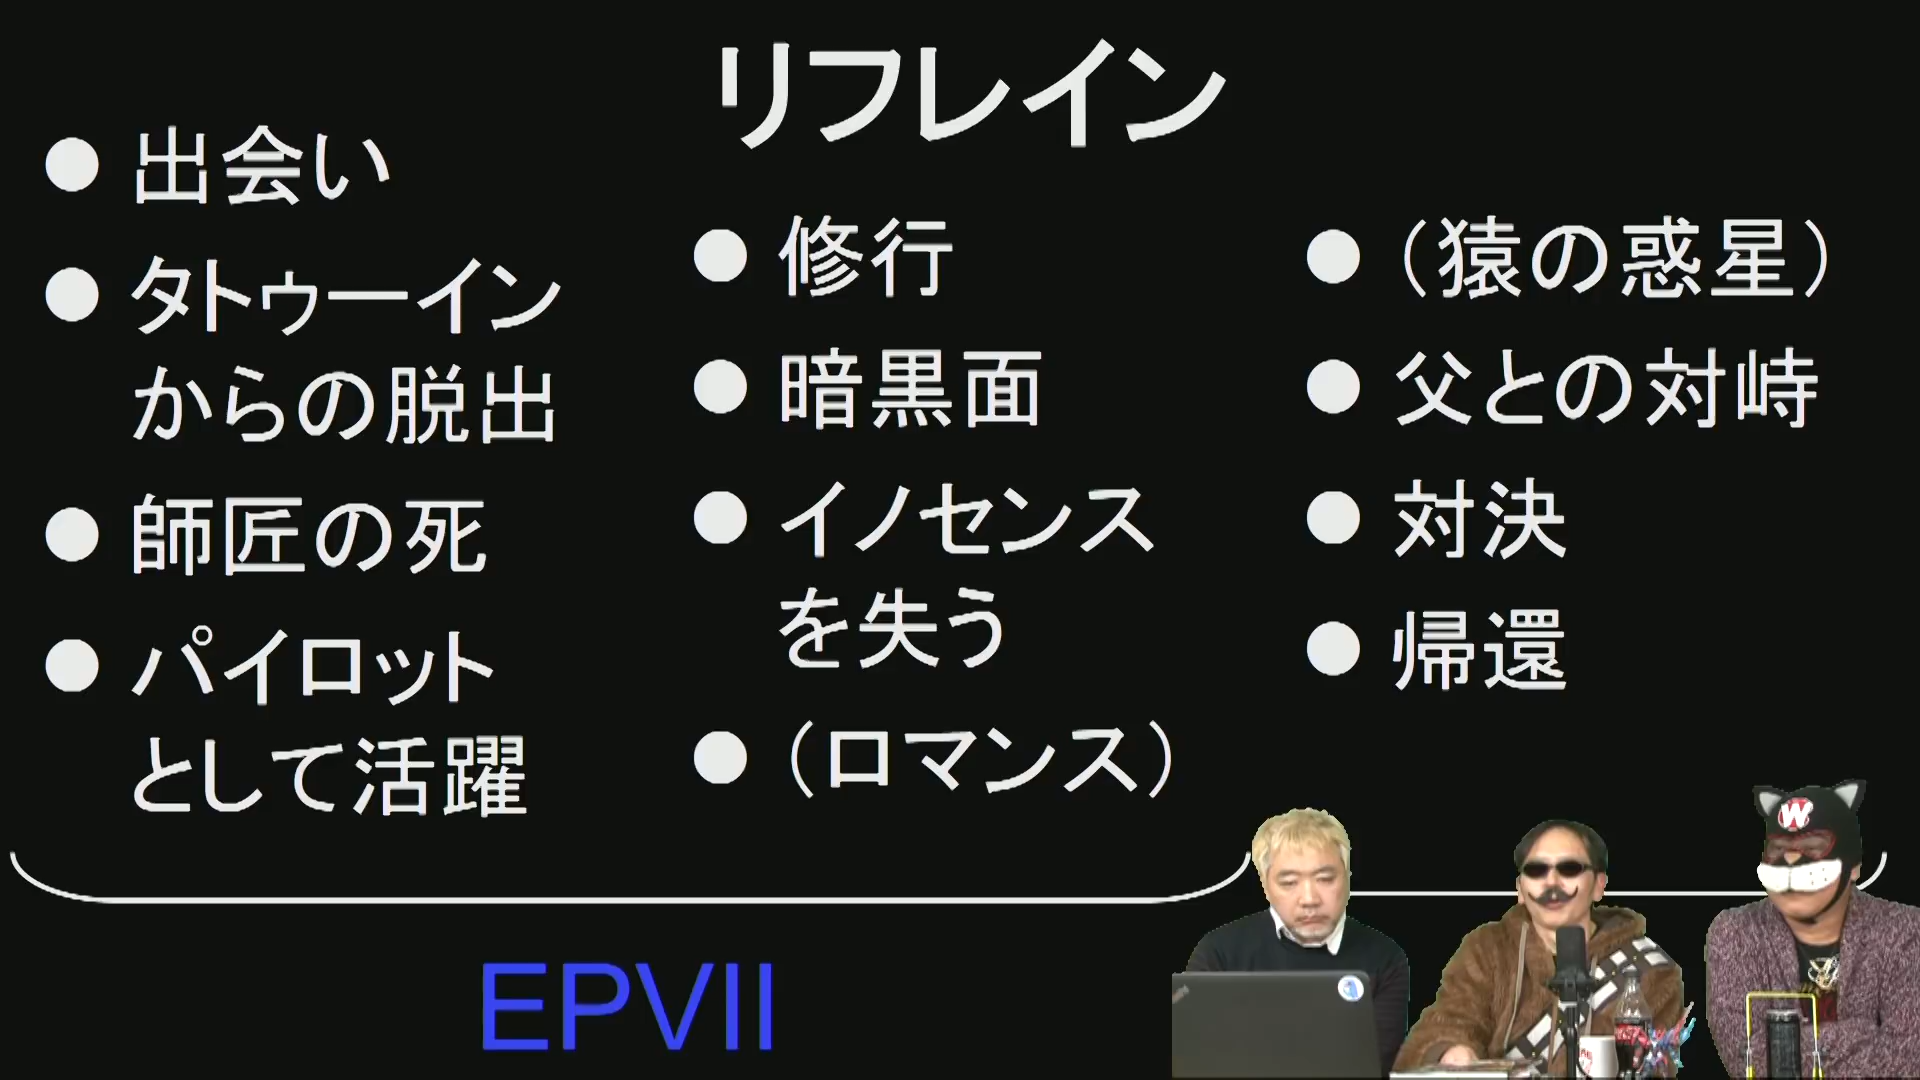 リフレイン
● 出会い
● タトゥーイン
からの脱出
● 師匠の死
● パイロット
として活躍
● 修行
● 暗黒面
● イノセンス
を失う
● (ロマンス)
● (猿の惑星)
● 父との対峙
● 対決
● 帰還
EPVII
W